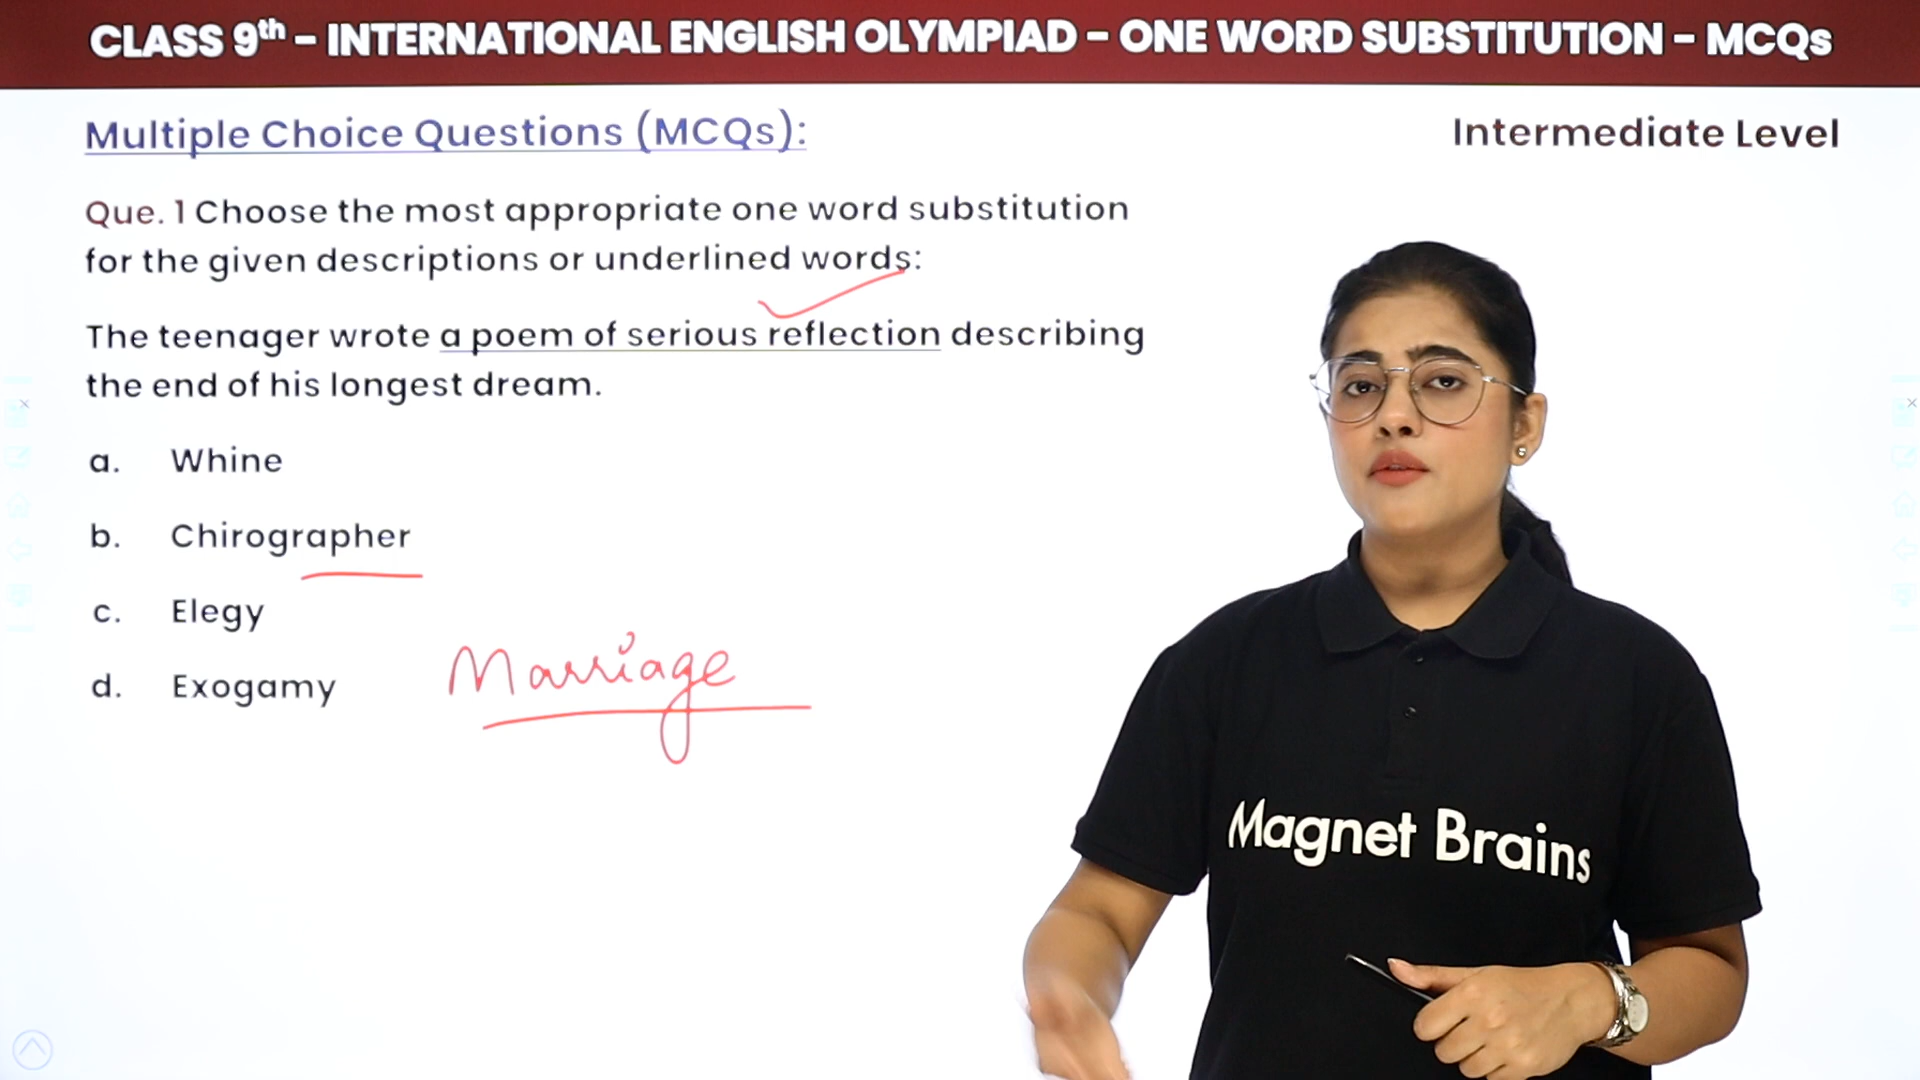 CLASS 9th – INTERNATIONAL ENGLISH OLYMPIAD – ONE WORD SUBSTITUTION – MCQs
Multiple Choice Questions (MCQs):
Intermediate Level
Que. 1 Choose the most appropriate one word substitution
for the given descriptions or underlined words:
The teenager wrote a poem of serious reflection describing
the end of his longest dream.
a. Whine
b. Chirographer
c. Elegy
d. Exogamy
Marriage
Magnet Brains